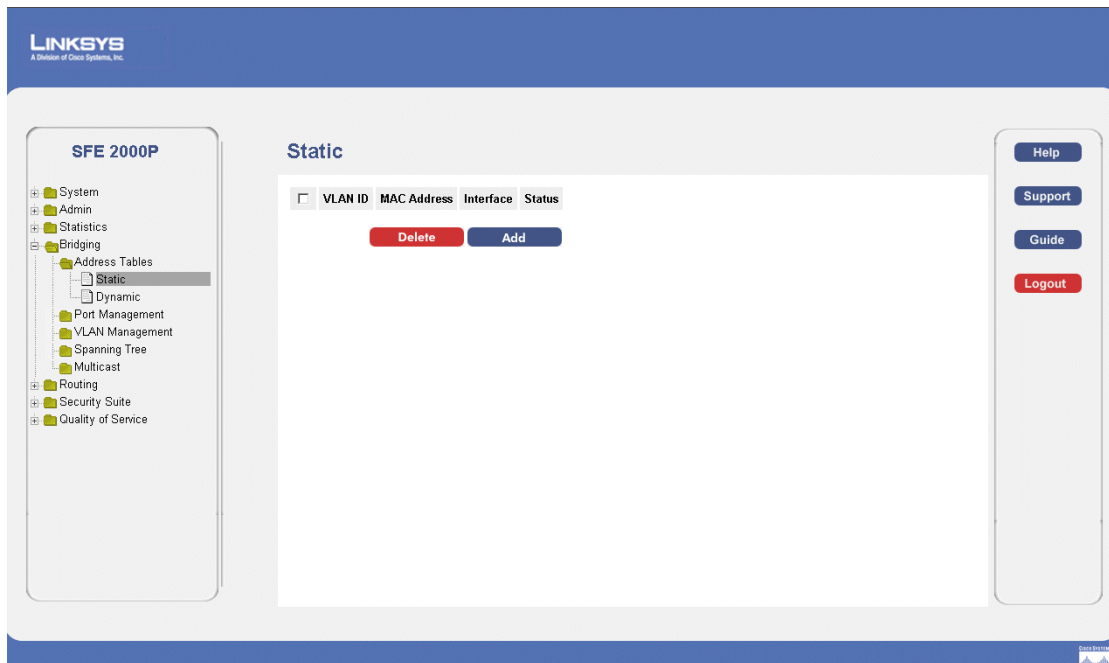 LINKSYS
A Division of Cisco Systems, Inc.
SFE 2000P
System
Admin
Statistics
Bridging
Address Tables
Static
Dynamic
Port Management
VLAN Management
Spanning Tree
Multicast
Routing
Security Suite
Quality of Service
Static
VLAN ID MAC Address Interface Status
Delete Add
Help
Support
Guide
Logout
CISCO SYSTEMS